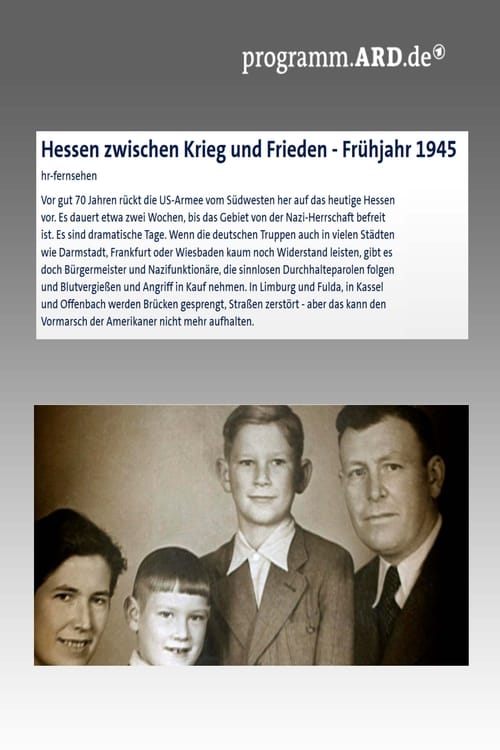 programm.ARD.de
Hessen zwischen Krieg und Frieden - Frühjahr 1945
hr-fernsehen
Vor gut 70 Jahren rückt die US-Armee vom Südwesten her auf das heutige Hessen
vor. Es dauert etwa zwei Wochen, bis das Gebiet von der Nazi-Herrschaft befreit
ist. Es sind dramatische Tage. Wenn die deutschen Truppen auch in vielen Städten
wie Darmstadt, Frankfurt oder Wiesbaden kaum noch Widerstand leisten, gibt es
doch Bürgermeister und Nazifunktionäre, die sinnlosen Durchhalteparolen folgen
und Blutvergießen und Angriff in Kauf nehmen. In Limburg und Fulda, in Kassel
und Offenbach werden Brücken gesprengt, Straßen zerstört - aber das kann den
Vormarsch der Amerikaner nicht mehr aufhalten.